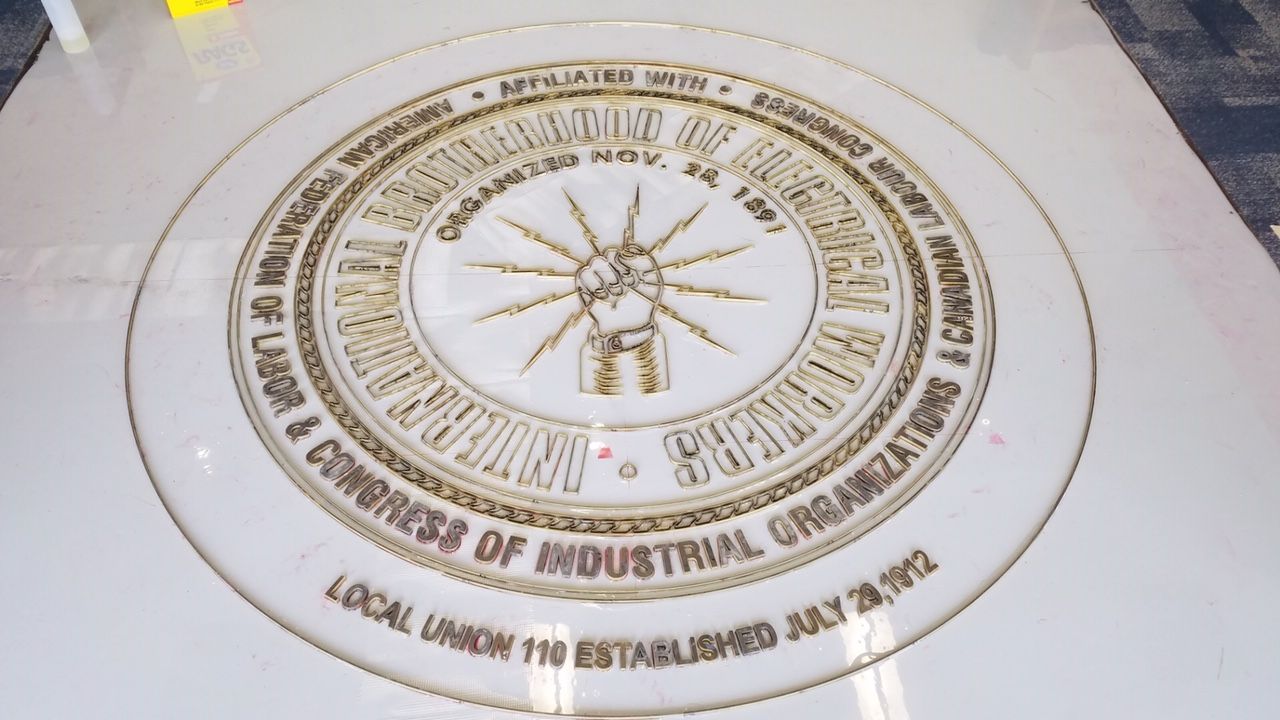 RAGS
AFFILIATED WITH
AMERICAN FEDERATION OF LABOR & CONGRESS OF INDUSTRIAL ORGANIZATIONS & CANADIAN LABOUR CONGRESS
INTERNATIONAL BROTHERHOOD OF ELECTRICAL WORKERS
ORGANIZED NOV. 28, 1891
LOCAL UNION 110 ESTABLISHED JULY 29,1912